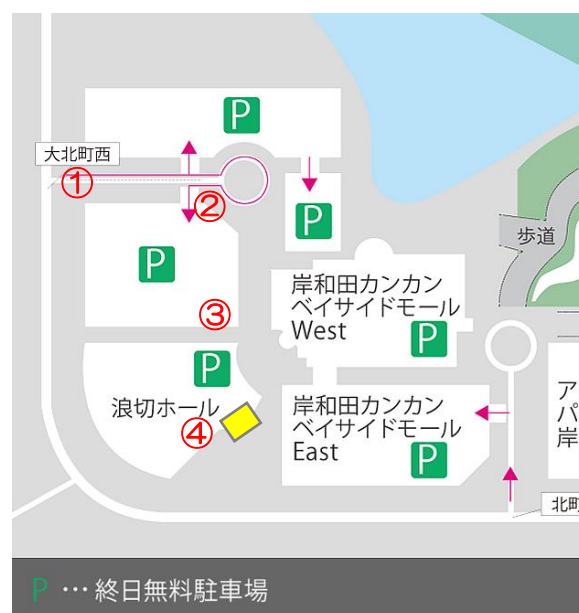 P
大北町西
①
②
P
歩道
P
③
岸和田カンカン
ベイサイドモール
West
P
P
浪切ホール
④
岸和田カンカン
ベイサイドモール
East
P
ア
パ
岸
北町
P … 終日無料駐車場